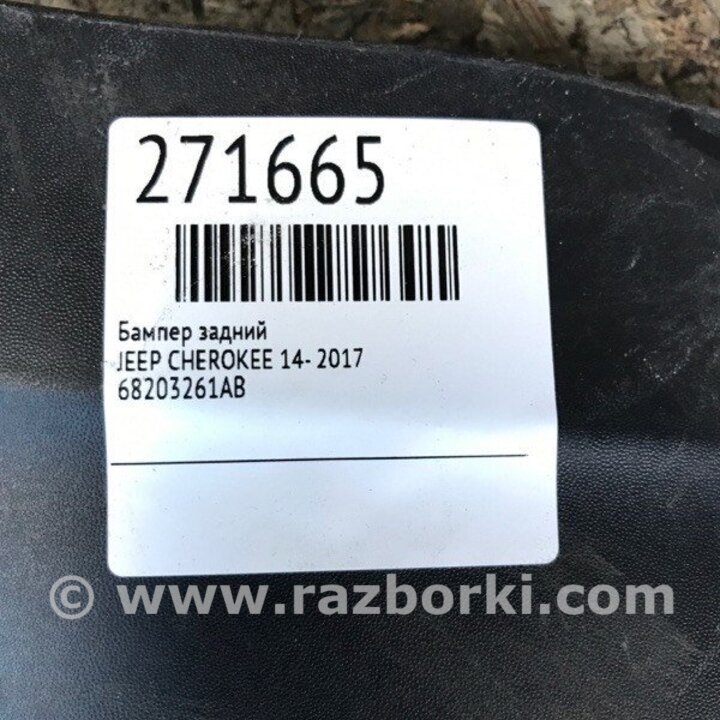 271665
Бампер задний
JEEP CHEROKEE 14- 2017
68203261AB
© www.razborki.com